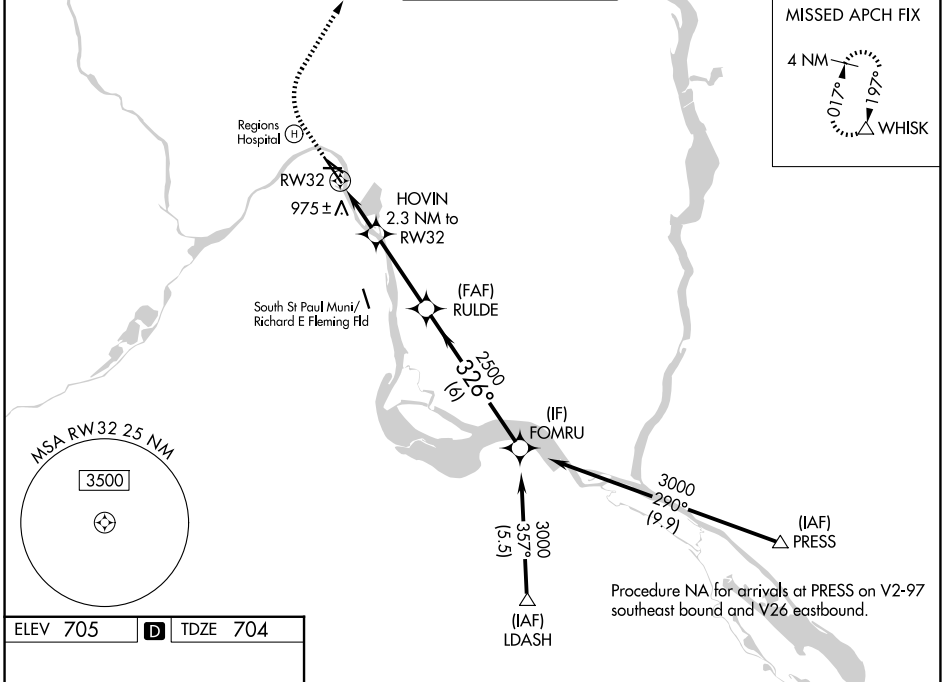 MISSED APCH FIX
4 NM
017°
197°
WHISK
Regions
Hospital
H
RW32
975 ±
HOVIN
2.3 NM to
RW32
(FAF)
RULDE
South St Paul Muni/
Richard E Fleming Fld
2500
326°
(6)
(IF)
FOMRU
MSA RW32 25 NM
3500
3000
290°
(9.9)
(IAF)
PRESS
3000
357°
(5.5)
(IAF)
LDASH
Procedure NA for arrivals at PRESS on V2-97
southeast bound and V26 eastbound.
ELEV 705 D TDZE 704